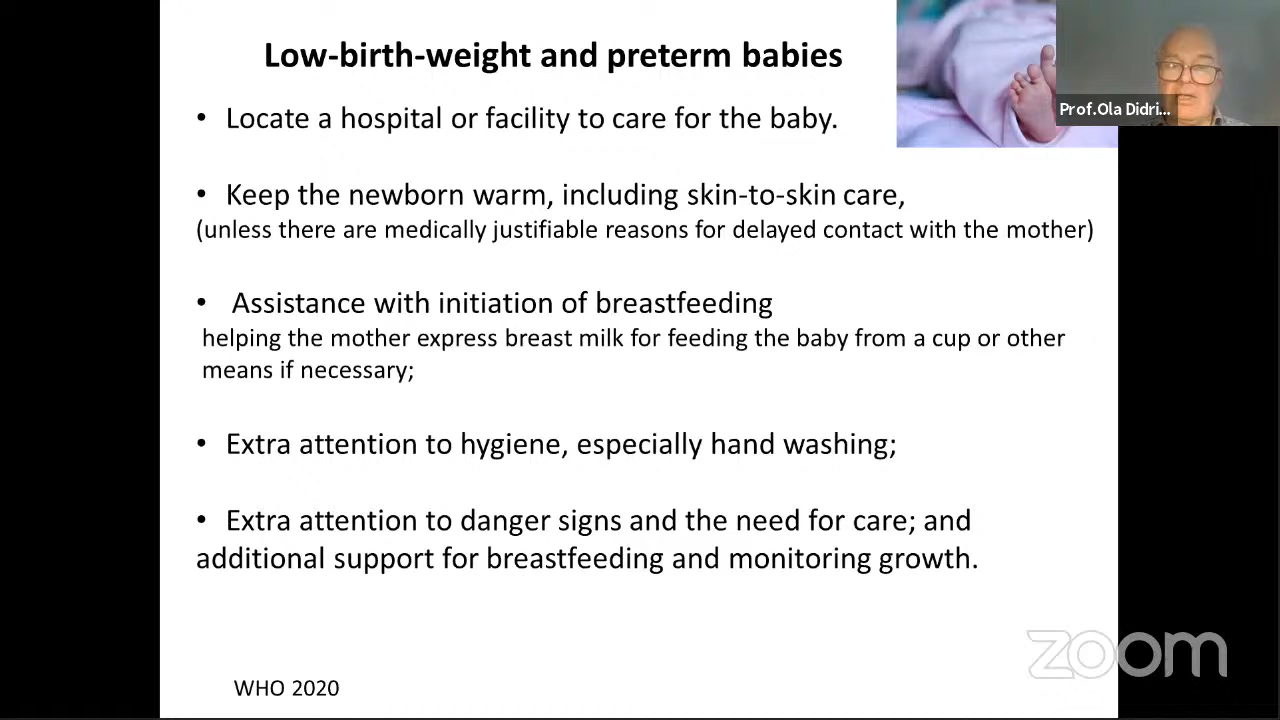 Low-birth-weight and preterm babies
• Locate a hospital or facility to care for the baby.
Prof.Ola Didri...
• Keep the newborn warm, including skin-to-skin care,
(unless there are medically justifiable reasons for delayed contact with the mother)
• Assistance with initiation of breastfeeding
helping the mother express breast milk for feeding the baby from a cup or other
means if necessary;
• Extra attention to hygiene, especially hand washing;
• Extra attention to danger signs and the need for care; and
additional support for breastfeeding and monitoring growth.
zoom
WHO 2020